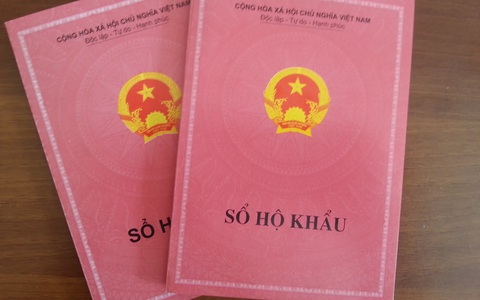 CỘNG HÒA XÃ HỘI CHỦ NGHĨA VIỆT NAM
Độc lập - Tự do - Hạnh phúc
SỔ H
CỘNG HÒA XÃ HỘI CHỦ NGHĨA VIỆT NAM
Độc lập - Tự do - Hạnh phúc
SỔ HỘ KHẨU